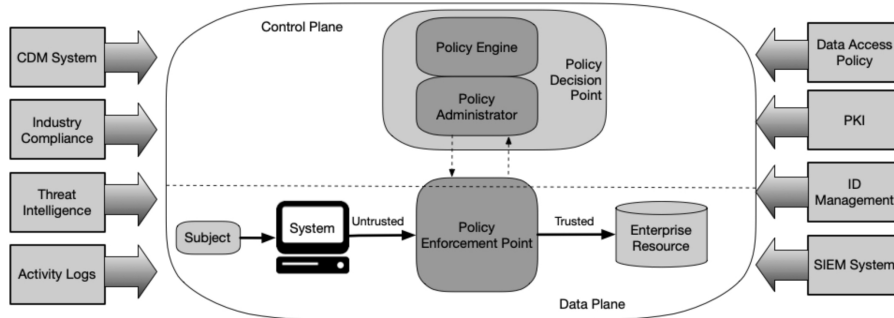 Control Plane
Policy Engine
Policy
Administrator
Policy
Decision
Point
CDM System
Industry
Compliance
Threat
Intelligence
Activity Logs
Data Access
Policy
PKI
ID
Management
SIEM System
Subject
System
Untrusted
Policy
Enforcement Point
Trusted
Enterprise
Resource
Data Plane